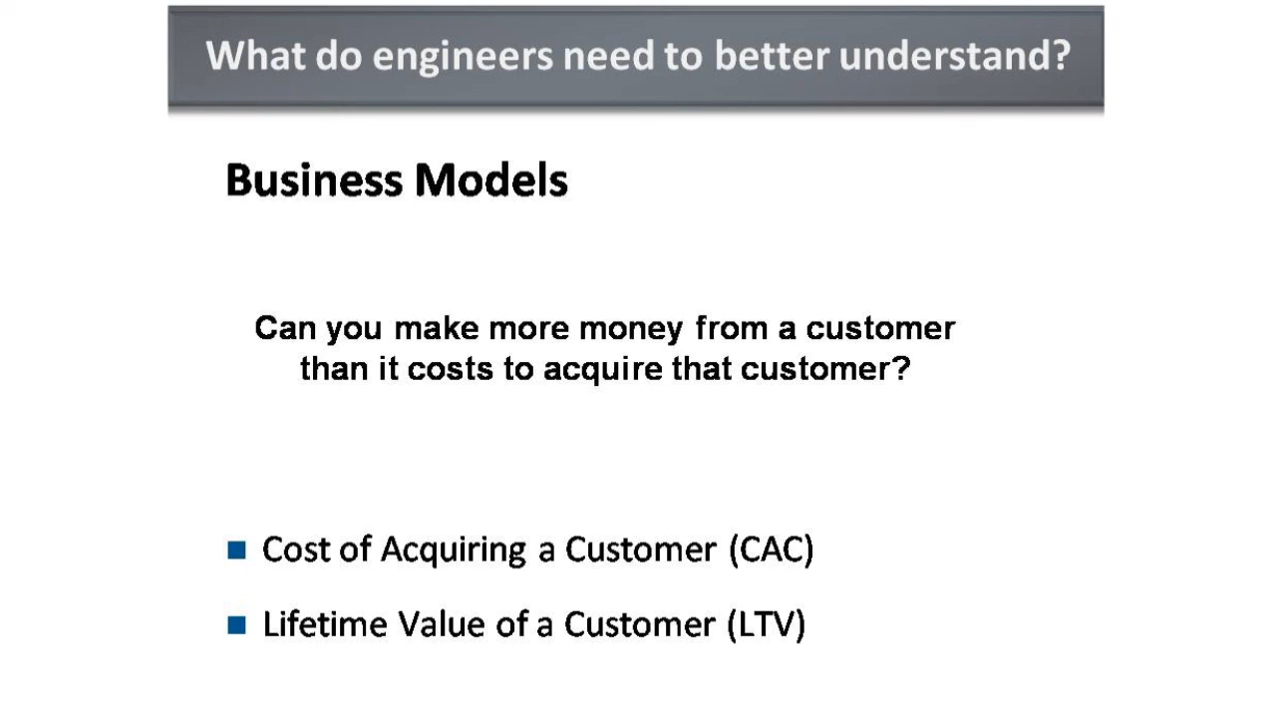 What do engineers need to better understand?
Business Models
Can you make more money from a customer
than it costs to acquire that customer?
Cost of Acquiring a Customer (CAC)
Lifetime Value of a Customer (LTV)